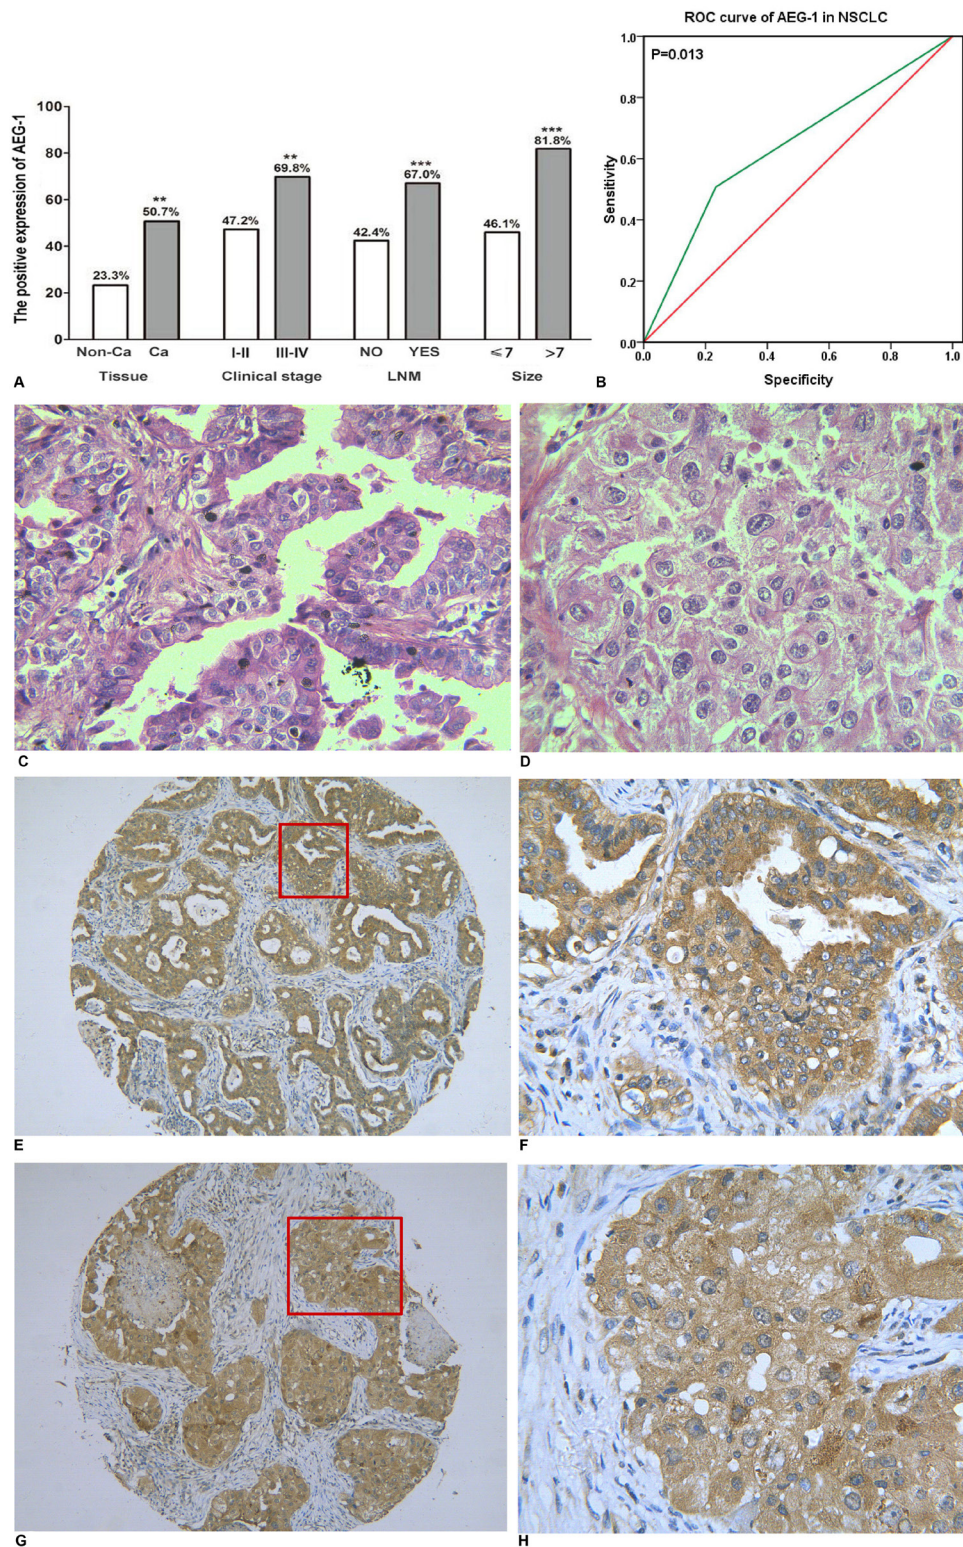 ROC curve of AEG-1 in NSCLC
The positive expression of AEG-1
100
80
60
40
20
0
23.3%
**
50.7%
47.2%
**
69.8%
42.4%
***
67.0%
46.1%
***
81.8%
Non-Ca Ca I-II III-IV NO YES ≤7 >7
Tissue Clinical stage LNM Size
A
P=0.013
Sensitivity
1.0
0.8
0.6
0.4
0.2
0.0
0.0 0.2 0.4 0.6 0.8 1.0
Specificity
B
C
D
E
F
G
H